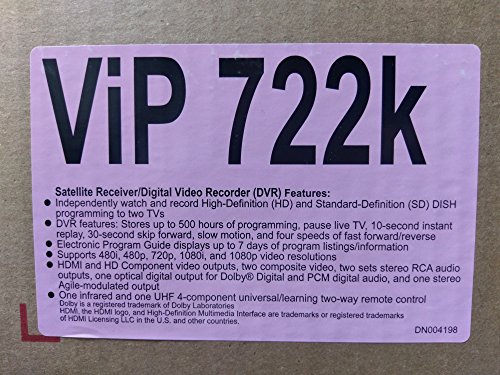 ViP 722k
Satellite Receiver/Digital Video Recorder (DVR) Features:
● Independently watch and record High-Definition (HD) and Standard-Definition (SD) DISH
programming to two TVs
● DVR features: Stores up to 500 hours of programming, pause live TV, 10-second instant
replay, 30-second skip forward, slow motion, and four speeds of fast forward/reverse
● Electronic Program Guide displays up to 7 days of program listings/information
● Supports 480i, 480p, 720p, 1080i, and 1080p video resolutions
● HDMI and HD Component video outputs, two composite video, two sets stereo RCA audio
outputs, one optical digital output for Dolby® Digital and PCM digital audio, and one stereo
Agile-modulated output
● One infrared and one UHF 4-component universal/learning two-way remote control
Dolby is a registered trademark of Dolby Laboratories
HDMI, the HDMI logo, and High-Definition Multimedia Interface are trademarks or registered trademarks
of HDMI Licensing LLC in the U.S. and other countries.
DN004198